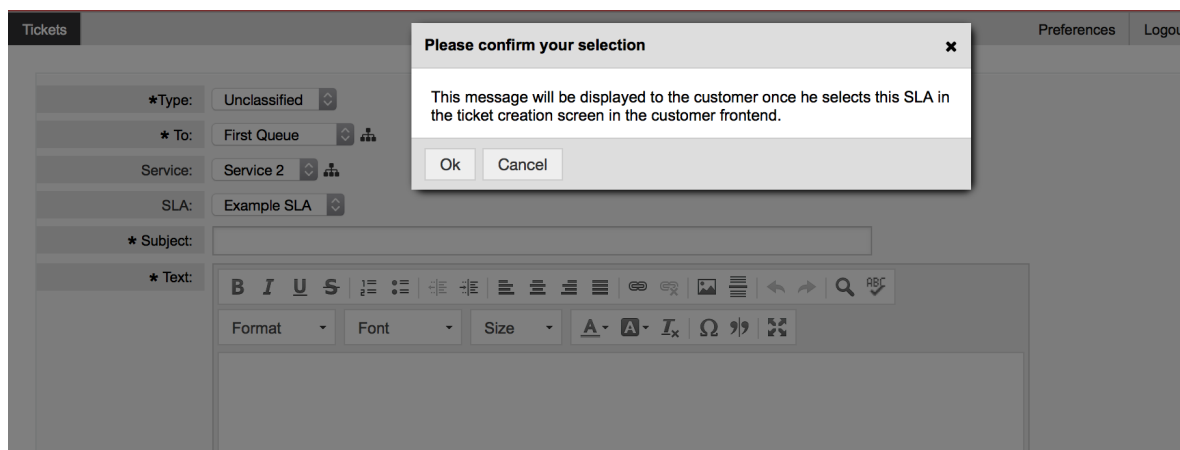 Tickets
Preferences
Logou
Please confirm your selection
This message will be displayed to the customer once he selects this SLA in
the ticket creation screen in the customer frontend.
Ok Cancel
*Type: Unclassified
* To: First Queue
Service: Service 2
SLA: Example SLA
* Subject:
* Text:
B I U S ABC
Format Font Size A A Ix Ω